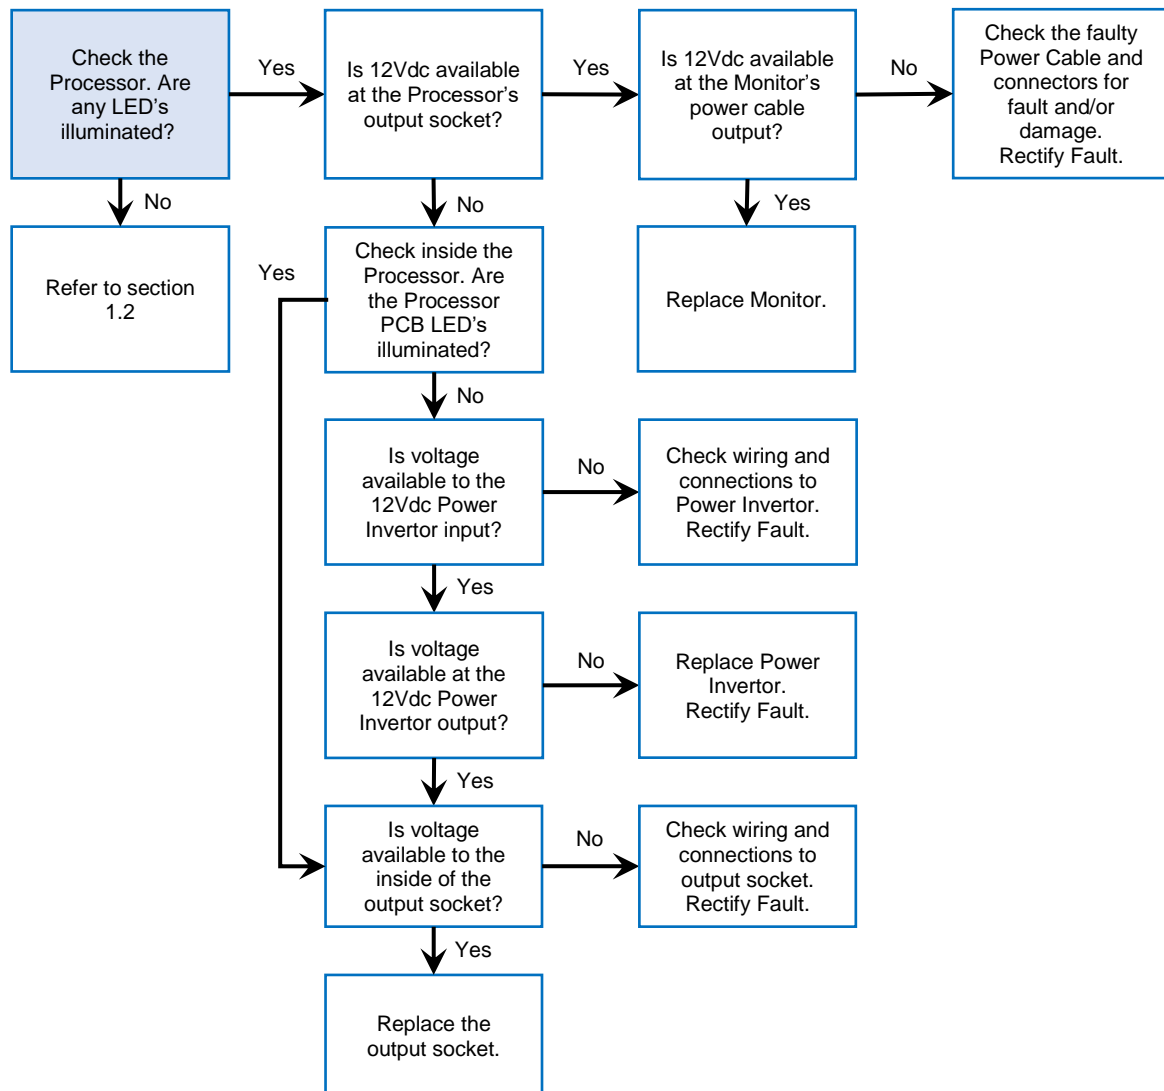 Check the
Processor. Are
any LED’s
illuminated?
Yes
Is 12Vdc available
at the Processor’s
output socket?
Yes
Is 12Vdc available
at the Monitor’s
power cable
output?
No
Check the faulty
Power Cable and
connectors for
fault and/or
damage.
Rectify Fault.
No
Refer to section
1.2
No
Yes
Replace Monitor.
Yes
Check inside the
Processor. Are
the Processor
PCB LED’s
illuminated?
No
Is voltage
available to the
12Vdc Power
Invertor input?
No
Check wiring and
connections to
Power Invertor.
Rectify Fault.
Yes
Is voltage
available at the
12Vdc Power
Invertor output?
No
Replace Power
Invertor.
Rectify Fault.
Yes
Is voltage
available to the
inside of the
output socket?
No
Check wiring and
connections to
output socket.
Rectify Fault.
Yes
Replace the
output socket.